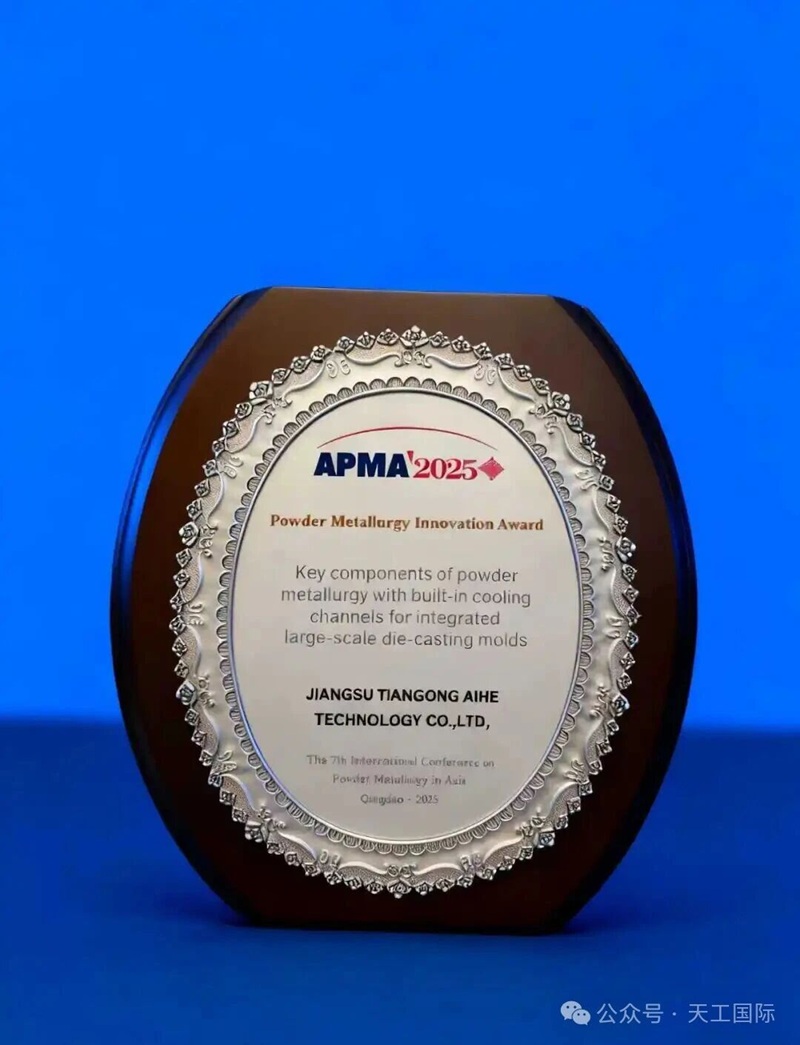 APMA'2025
Powder Metallurgy Innovation Award
Key components of powder
metallurgy with built-in cooling
channels for integrated
large-scale die-casting molds
JIANGSU TIANGONG AIHE
TECHNOLOGY CO.,LTD,
The 7th International Conference on
Powder Metallurgy in Asia
Qingdao - 2025
公众号 · 天工国际